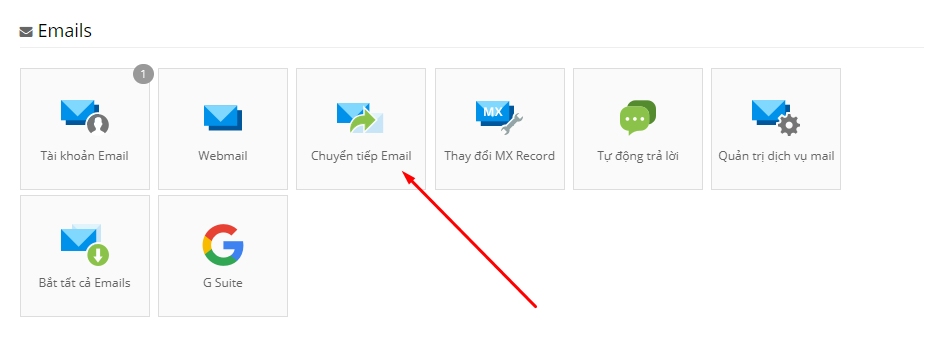 Emails
1
Tài khoản Email
Webmail
Chuyển tiếp Email
MX
Thay đổi MX Record
Tự động trả lời
Quản trị dịch vụ mail
Bắt tất cả Emails
G Suite